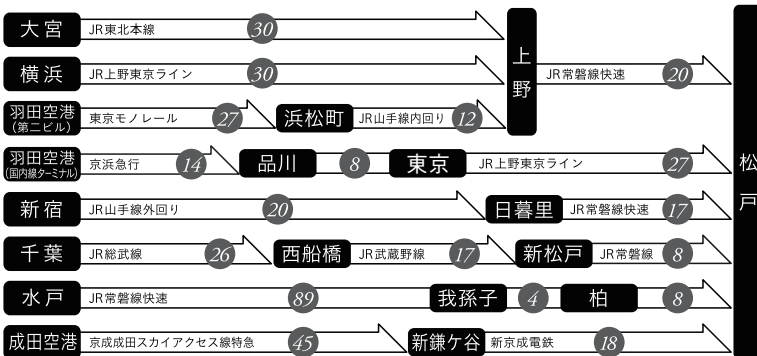 大宮 JR東北本線 30
横浜 JR上野東京ライン 30
羽田空港 (第二ビル) 東京モノレール 27 浜松町 JR山手線内回り 12
上野 JR常磐線快速 20
羽田空港 (国内線ターミナル) 京浜急行 14 品川 8 東京 JR上野東京ライン 27
新宿 JR山手線外回り 20 日暮里 JR常磐線快速 17
千葉 JR総武線 26 西船橋 JR武蔵野線 17 新松戸 JR常磐線 8
水戸 JR常磐線快速 89 我孫子 4 柏 8
成田空港 京成成田スカイアクセス線特急 45 新鎌ケ谷 新京成電鉄 18
松戸